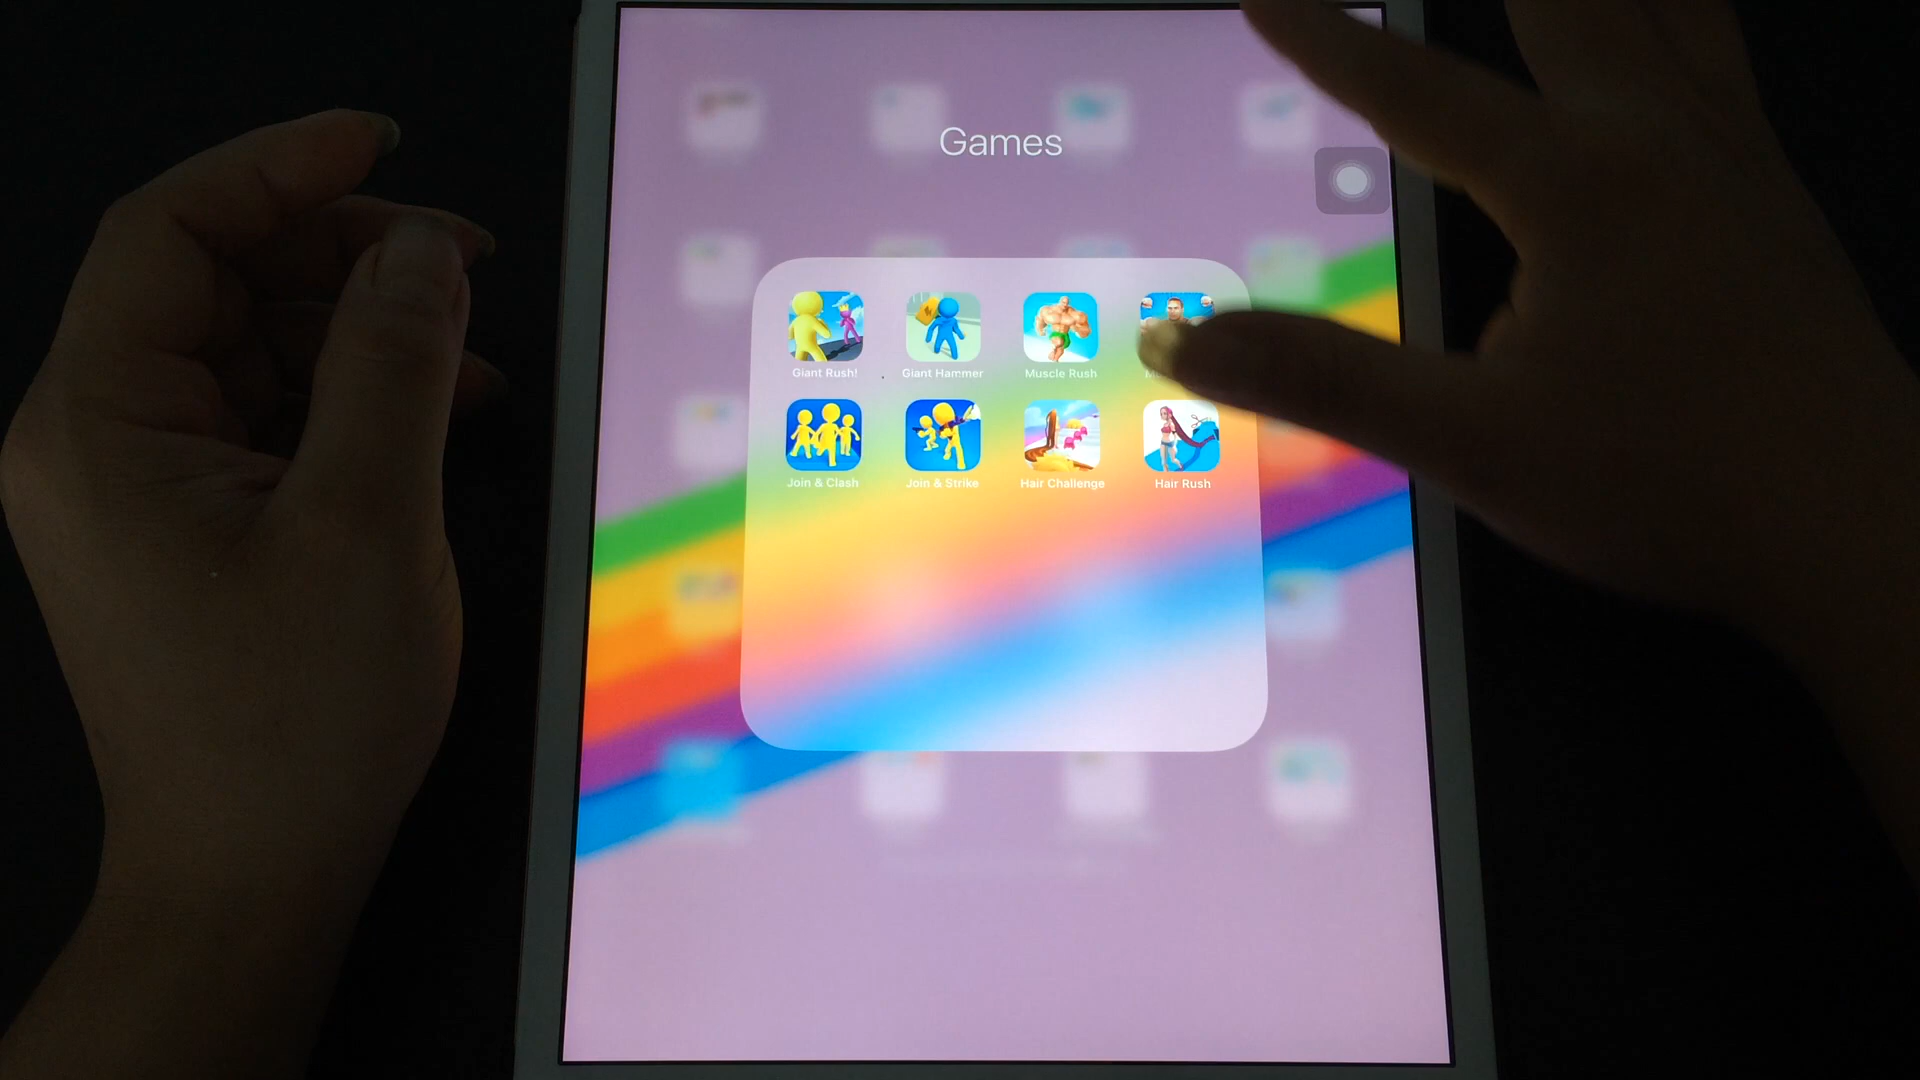 Games
Giant Rush!
Giant Hammer
Muscle Rush
Join & Clash
Join & Strike
Hair Challenge
Hair Rush